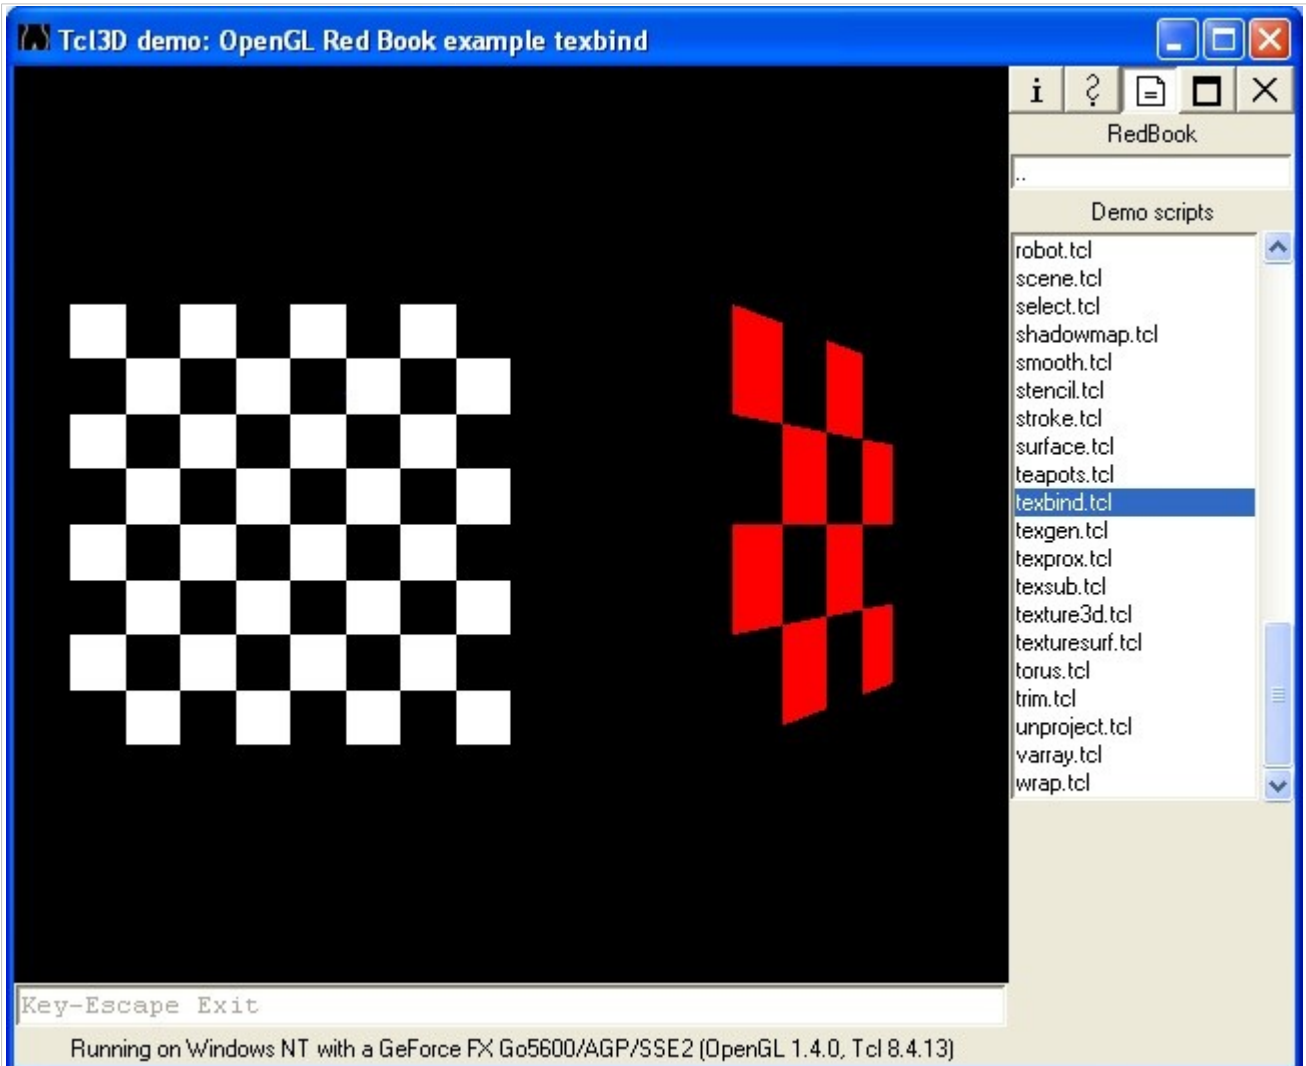 Tcl3D demo: OpenGL Red Book example texbind
i ?
RedBook
..
Demo scripts
robot.tcl
scene.tcl
select.tcl
shadowmap.tcl
smooth.tcl
stencil.tcl
stroke.tcl
surface.tcl
teapots.tcl
texbind.tcl
texgen.tcl
texprox.tcl
texsub.tcl
texture3d.tcl
texturesurf.tcl
torus.tcl
trim.tcl
unproject.tcl
varray.tcl
wrap.tcl
Key-Escape Exit
Running on Windows NT with a GeForce FX Go5600/AGP/SSE2 (OpenGL 1.4.0, Tcl 8.4.13)